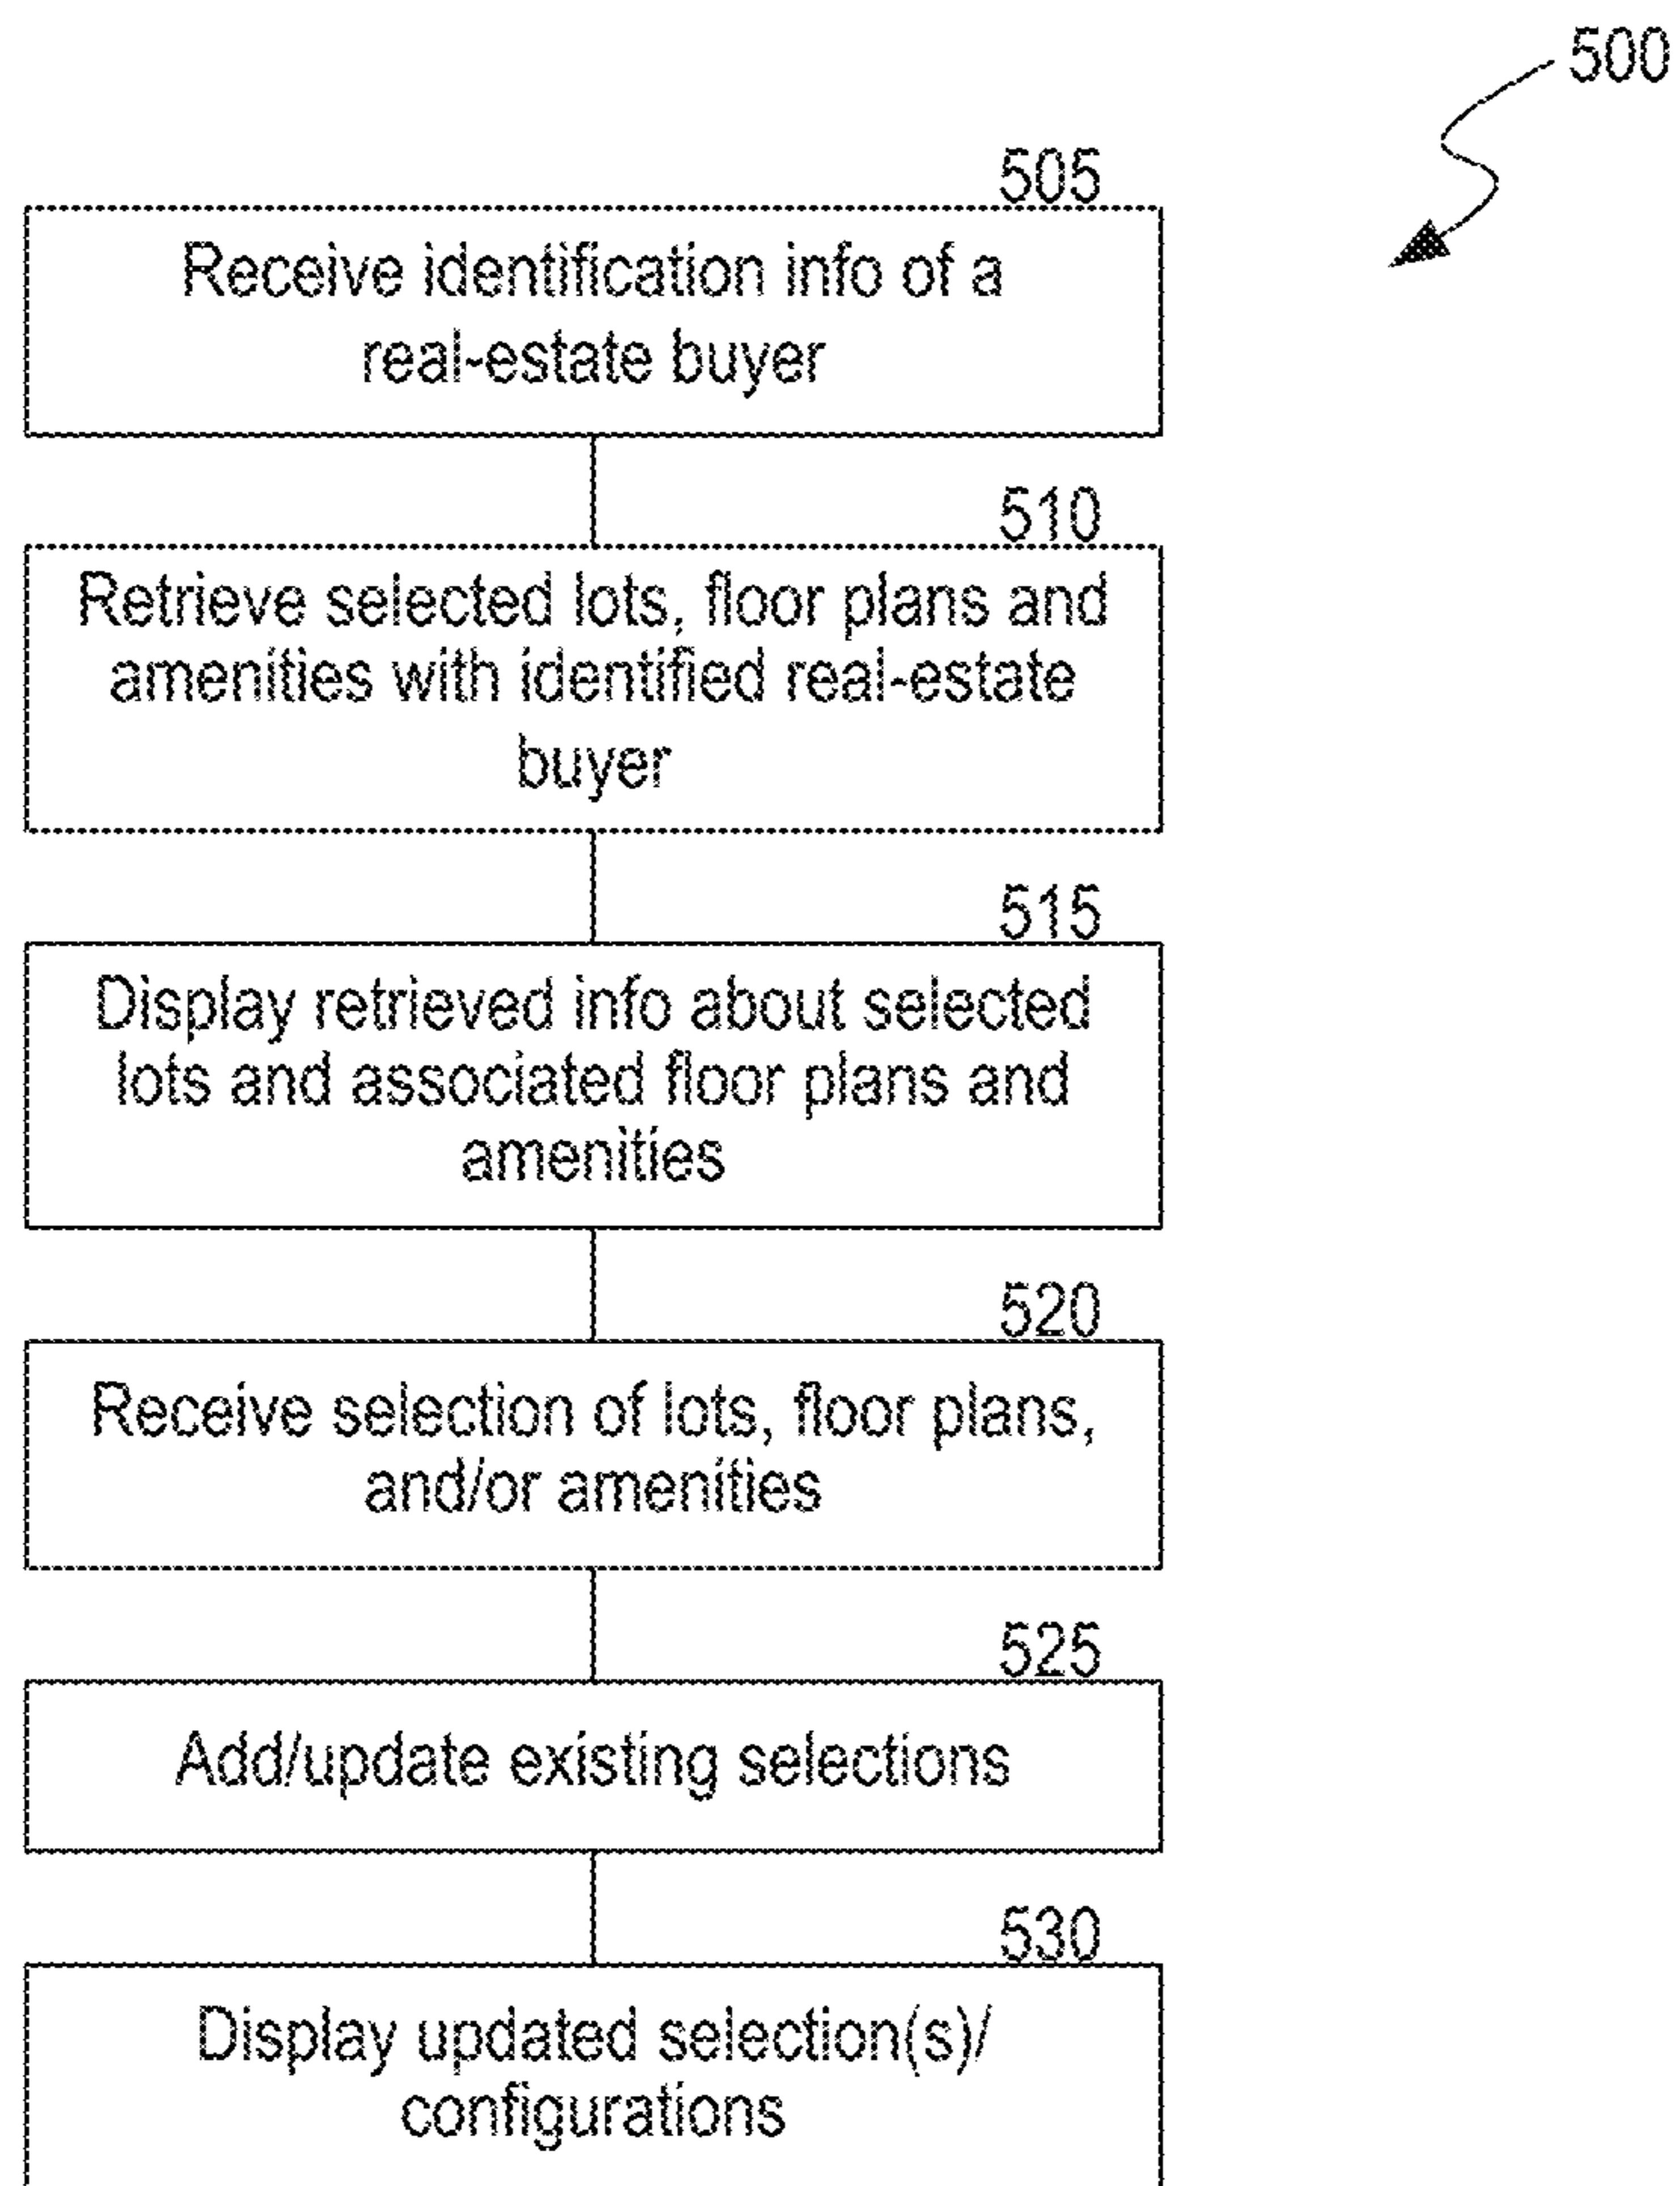 500
505
Receive identification info of a
real-estate buyer
510
Retrieve selected lots, floor plans and
amenities with identified real-estate
buyer
515
Display retrieved info about selected
lots and associated floor plans and
amenities
520
Receive selection of lots, floor plans,
and/or amenities
525
Add/update existing selections
530
Display updated selection(s)/
configurations